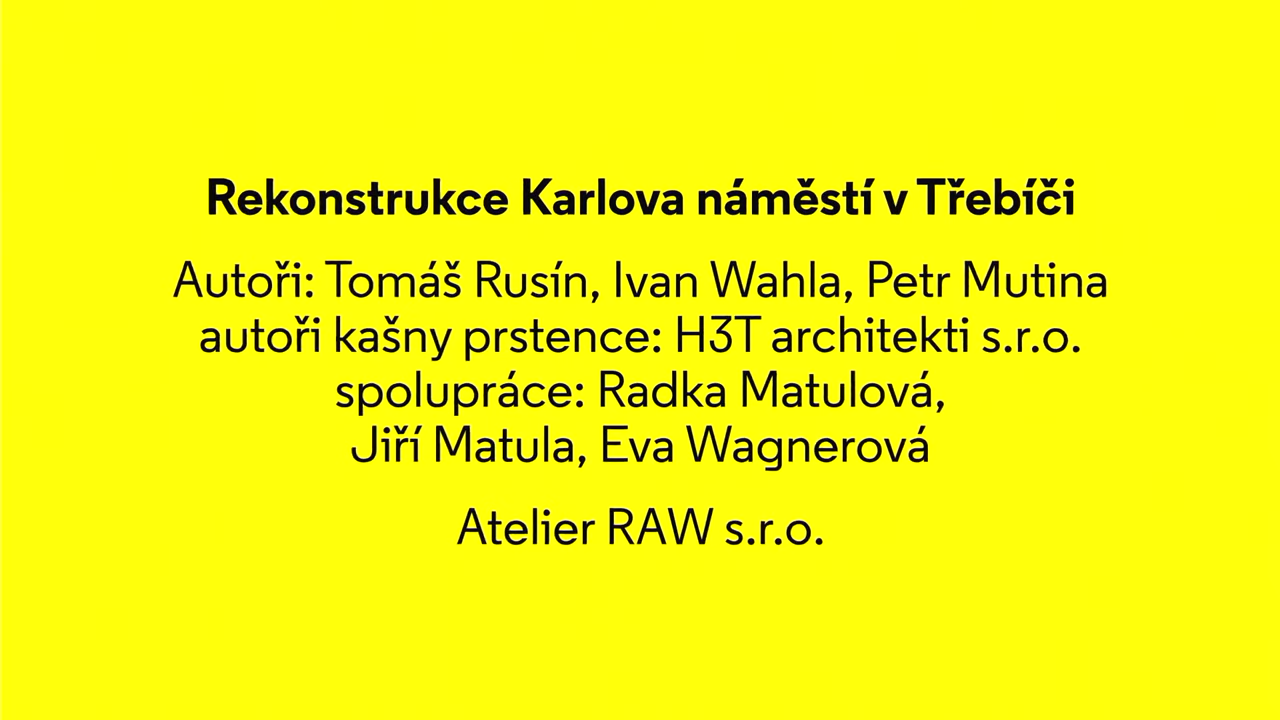 Rekonstrukce Karlova náměstí v Třebíči
Autoři: Tomáš Rusín, Ivan Wahla, Petr Mutina
autoři kašny prstence: H3T architekti s.r.o.
spolupráce: Radka Matulová,
Jiří Matula, Eva Wagnerová
Atelier RAW s.r.o.